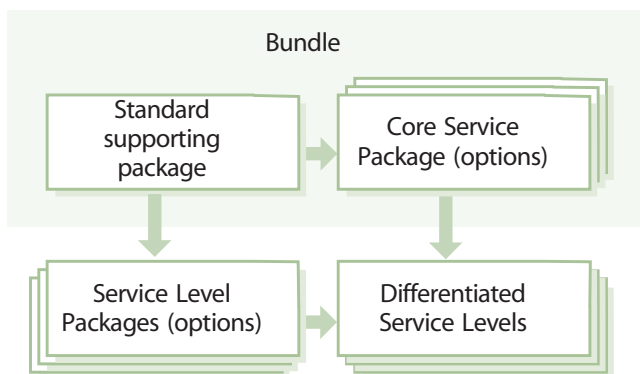 Bundle
Standard
supporting
package
Core Service
Package (options)
Service Level
Packages (options)
Differentiated
Service Levels